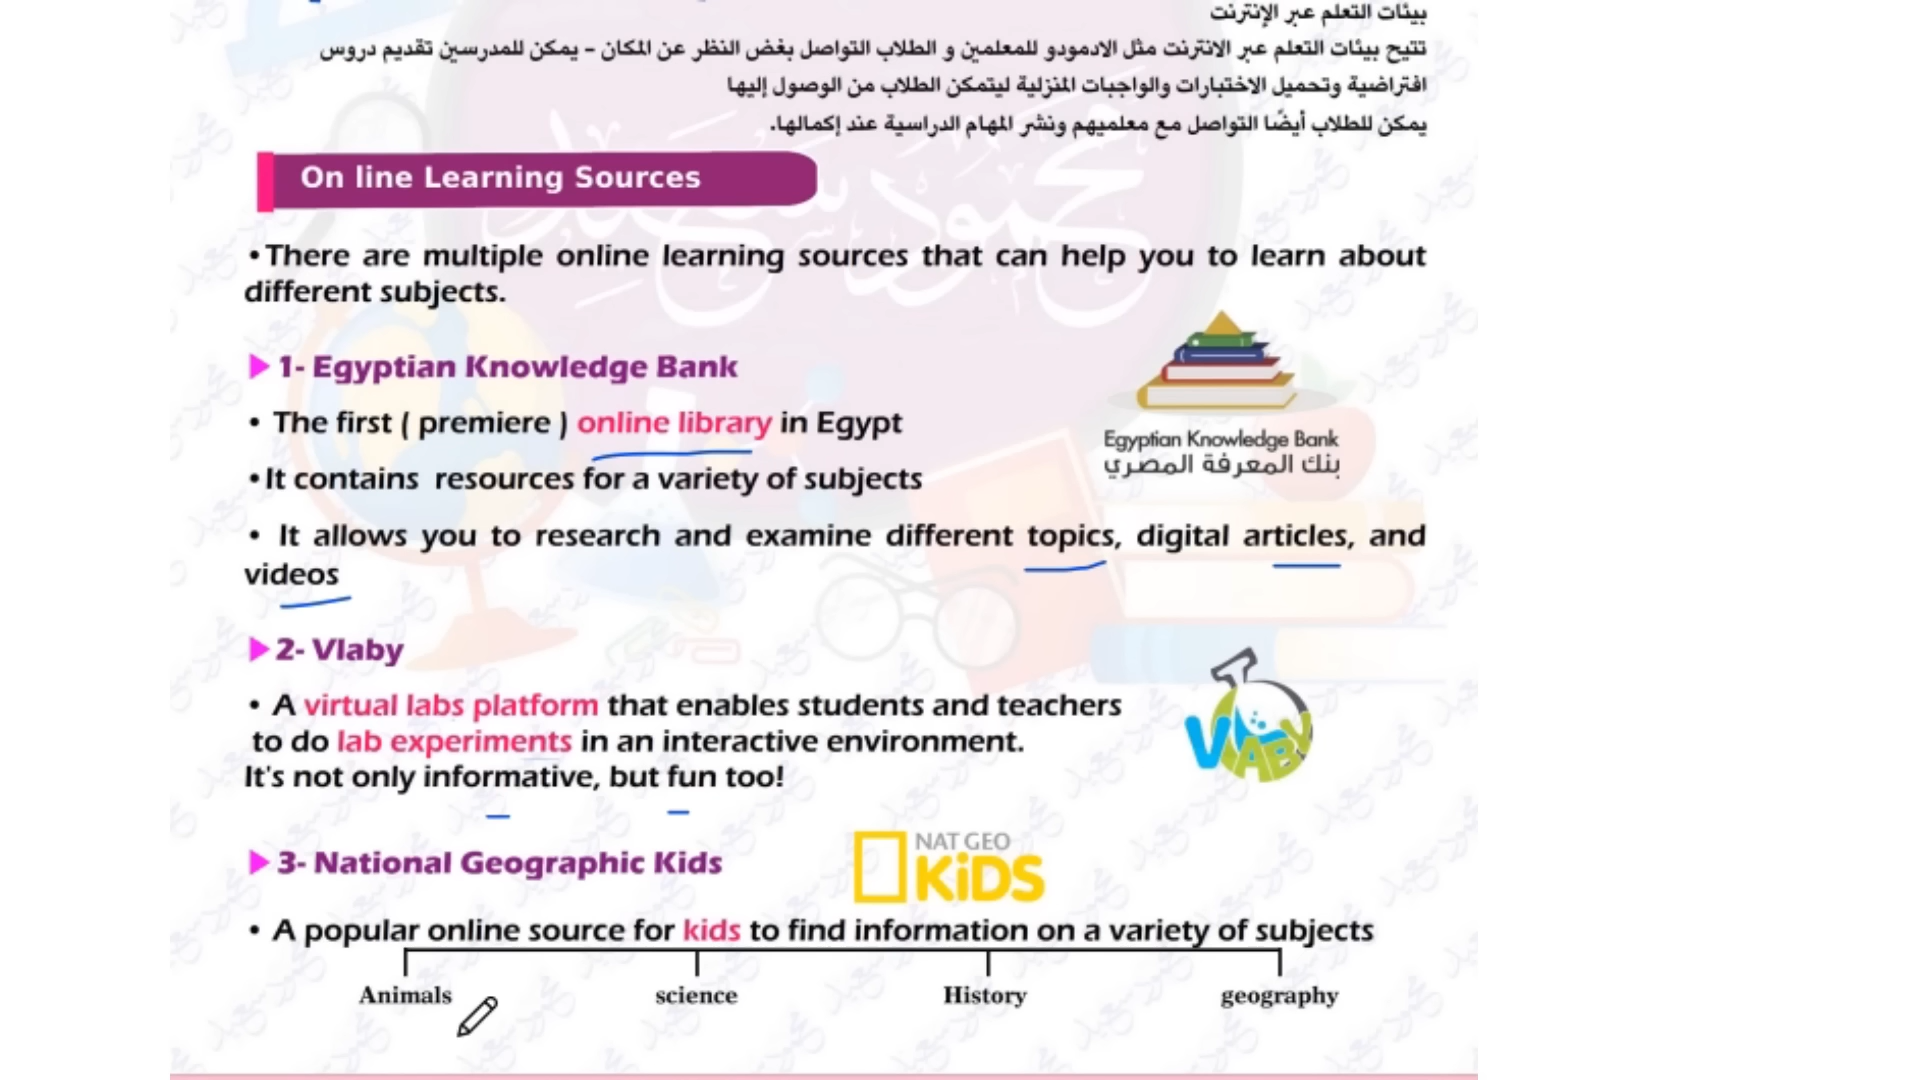 بيئات التعلم عبر الإنترنت
تتيح بيئات التعلم عبر الانترنت مثل الادمودو للمعلمين و الطلاب التواصل بغض النظر عن المكان – يمكن للمدرسين تقديم دروس
افتراضية وتحميل الاختبارات والواجبات المنزلية ليتمكن الطلاب من الوصول إليها
يمكن للطلاب أيضًا التواصل مع معلميهم ونشر المهام الدراسية عند إكمالها.
On line Learning Sources
•There are multiple online learning sources that can help you to learn about
different subjects.
1- Egyptian Knowledge Bank
• The first ( premiere ) online library in Egypt
Egyptian Knowledge Bank
بنك المعرفة المصري
•It contains resources for a variety of subjects
• It allows you to research and examine different topics, digital articles, and
videos
2- Vlaby
• A virtual labs platform that enables students and teachers
to do lab experiments in an interactive environment.
It's not only informative, but fun too!
VLABY
3- National Geographic Kids
NAT GEO
KiDS
• A popular online source for kids to find information on a variety of subjects
Animals science History geography